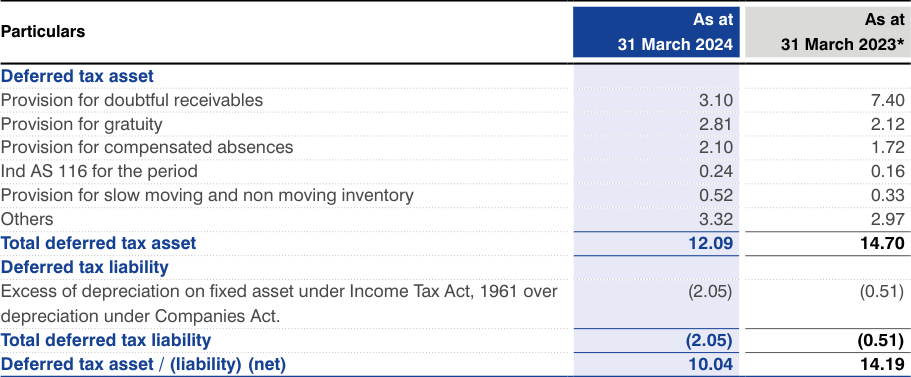 Particulars As at 31 March 2024 As at 31 March 2023*
Deferred tax asset
Provision for doubtful receivables 3.10 7.40
Provision for gratuity 2.81 2.12
Provision for compensated absences 2.10 1.72
Ind AS 116 for the period 0.24 0.16
Provision for slow moving and non moving inventory 0.52 0.33
Others 3.32 2.97
Total deferred tax asset 12.09 14.70
Deferred tax liability
Excess of depreciation on fixed asset under Income Tax Act, 1961 over (2.05) (0.51)
depreciation under Companies Act.
Total deferred tax liability (2.05) (0.51)
Deferred tax asset / (liability) (net) 10.04 14.19